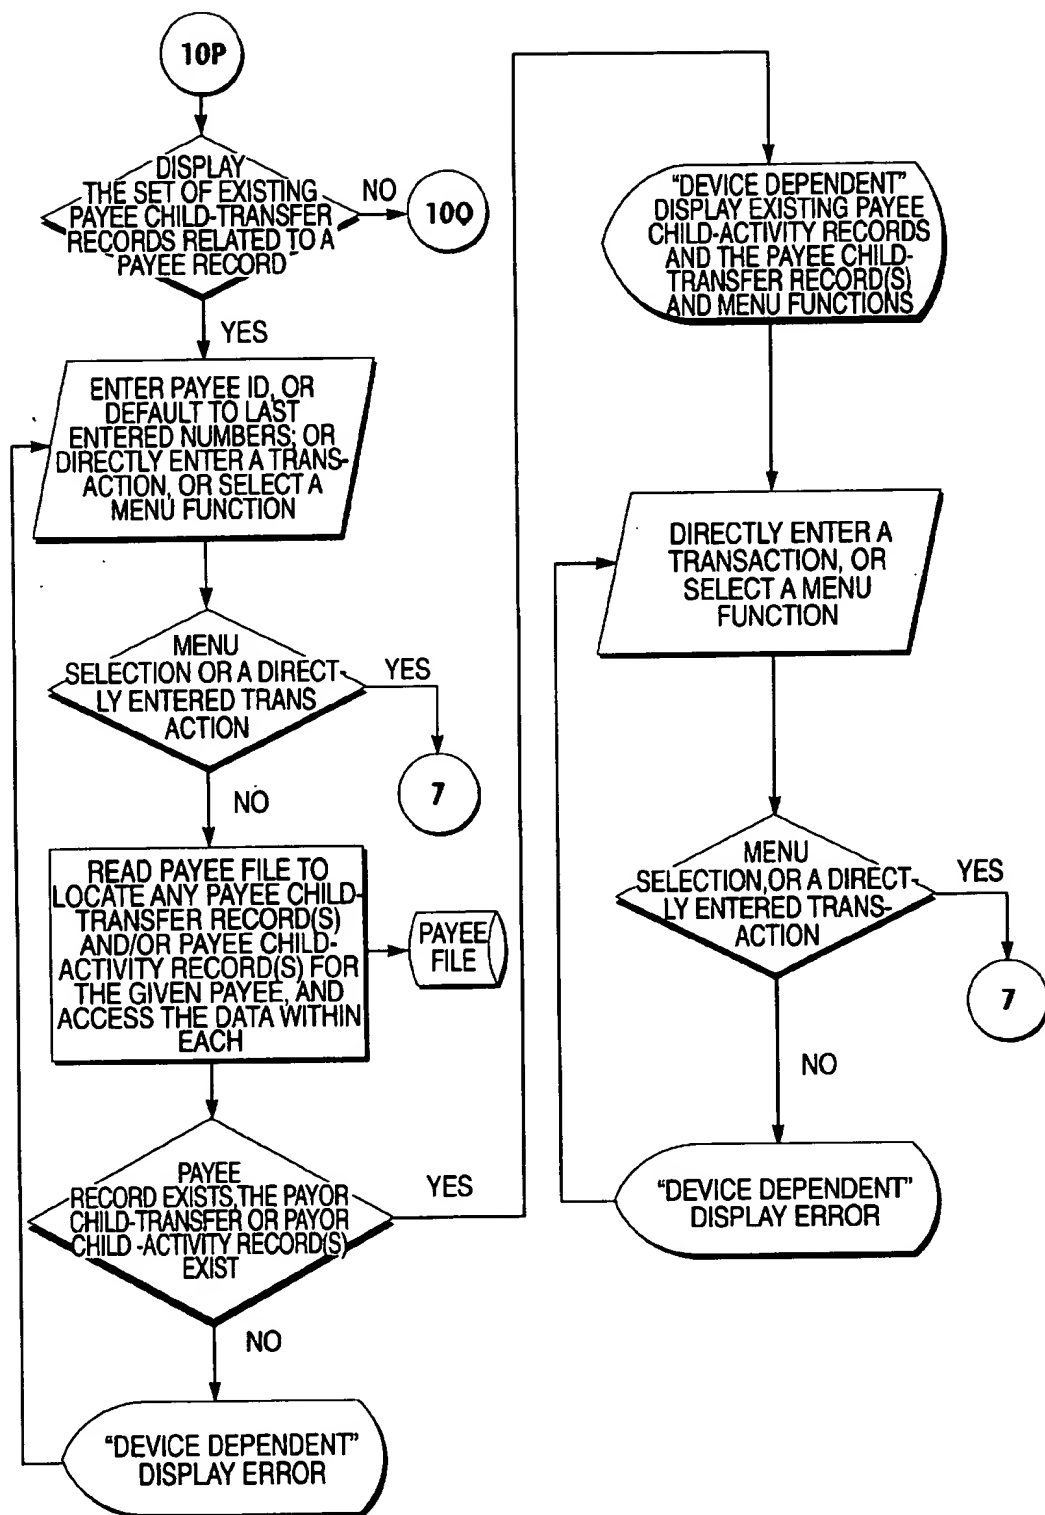 10P
DISPLAY
THE SET OF EXISTING
PAYEE CHILD-TRANSFER
RECORDS RELATED TO A
PAYEE RECORD
NO
10Q
YES
ENTER PAYEE ID, OR
DEFAULT TO LAST
ENTERED NUMBERS; OR
DIRECTLY ENTER A TRANS-
ACTION, OR SELECT A
MENU FUNCTION
MENU
SELECTION OR A DIRECT-
LY ENTERED TRANS
ACTION
YES
7
NO
READ PAYEE FILE TO
LOCATE ANY PAYEE CHILD-
TRANSFER RECORD(S)
AND/OR PAYEE CHILD-
ACTIVITY RECORD(S) FOR
THE GIVEN PAYEE, AND
ACCESS THE DATA WITHIN
EACH
PAYEE
FILE
PAYEE
RECORD EXISTS, THE PAYOR
CHILD-TRANSFER OR PAYOR
CHILD -ACTIVITY RECORD(S)
EXIST
YES
NO
"DEVICE DEPENDENT"
DISPLAY ERROR
"DEVICE DEPENDENT"
DISPLAY EXISTING PAYEE
CHILD-ACTIVITY RECORDS
AND THE PAYEE CHILD-
TRANSFER RECORD(S)
AND MENU FUNCTIONS
DIRECTLY ENTER A
TRANSACTION, OR
SELECT A MENU
FUNCTION
MENU
SELECTION, OR A DIRECT-
LY ENTERED TRANS-
ACTION
YES
7
NO
"DEVICE DEPENDENT"
DISPLAY ERROR